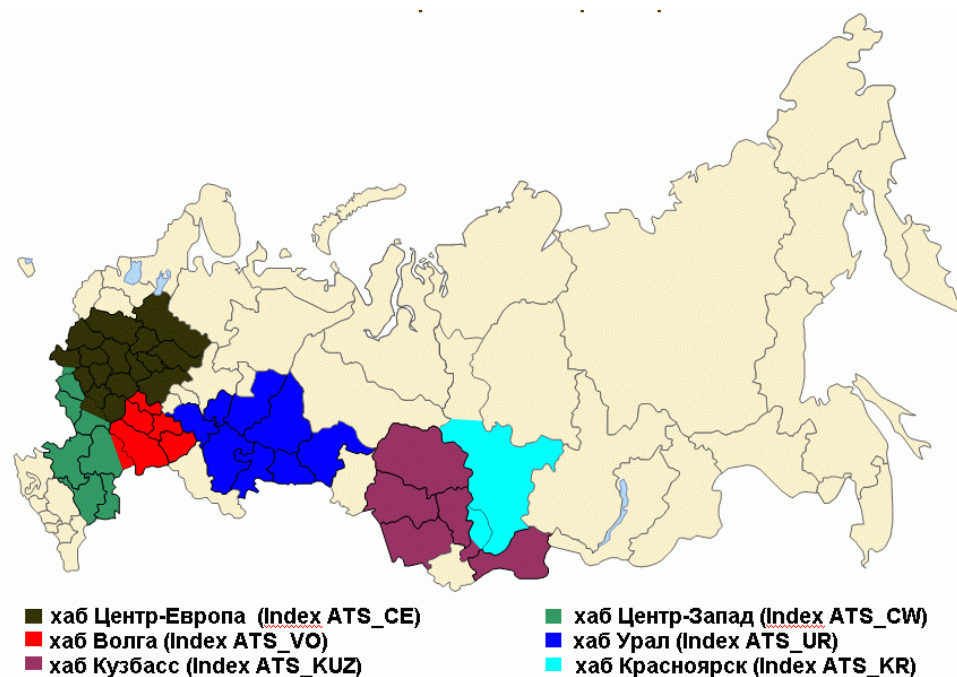 хаб Центр-Европа (Index ATS_CE)
хаб Центр-Запад (Index ATS_CW)
хаб Волга (Index ATS_VO)
хаб Урал (Index ATS_UR)
хаб Кузбасс (Index ATS_KUZ)
хаб Красноярск (Index ATS_KR)